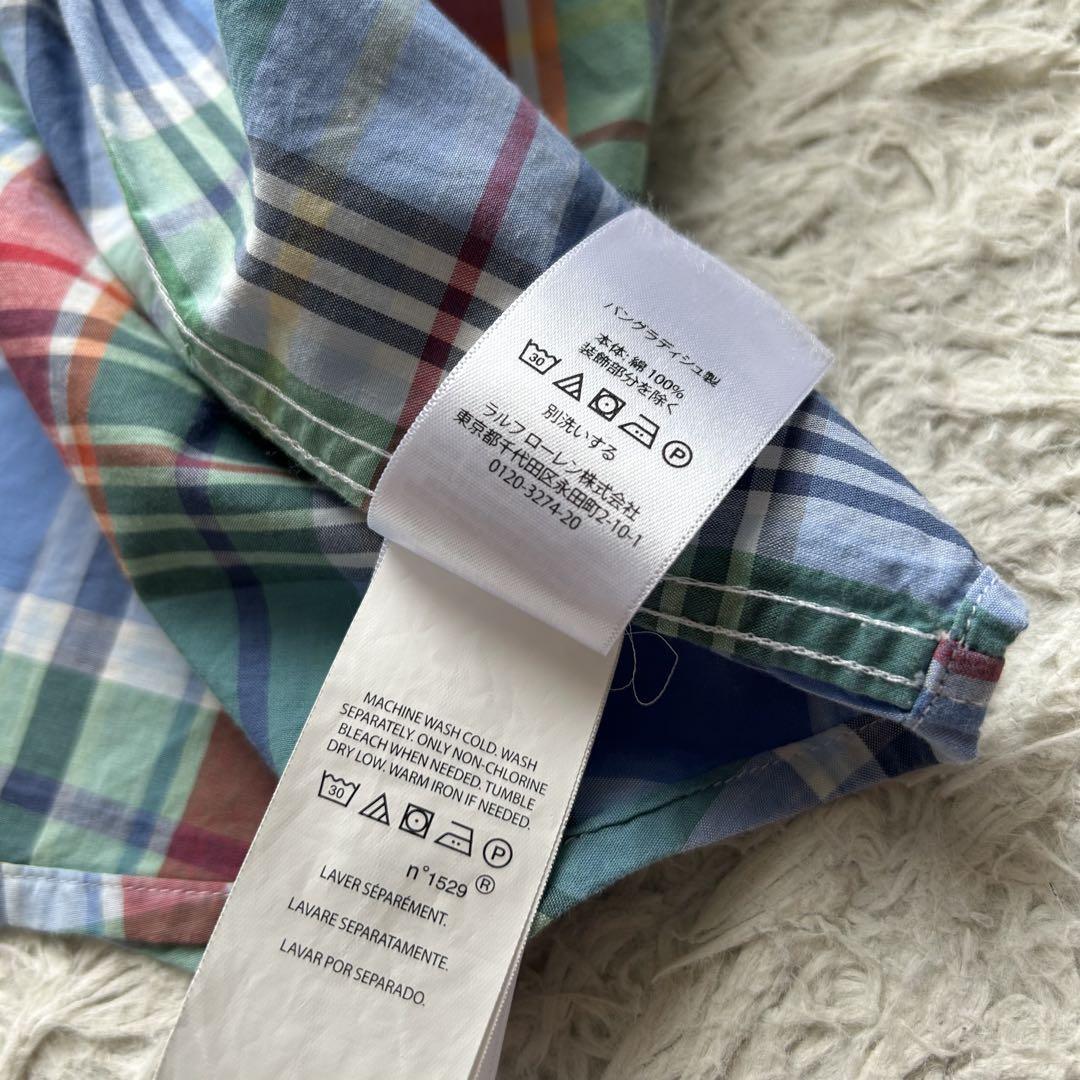 バングラディシュ製
本体: 綿 100%
装飾部分を除く
30 P
別洗いする
ラルフ ローレン株式会社
東京都千代田区永田町2-10-1
0120-3274-20
MACHINE WASH COLD. WASH
SEPARATELY. ONLY NON-CHLORINE
BLEACH WHEN NEEDED. TUMBLE
DRY LOW. WARM IRON IF NEEDED.
30 P
n°1529 ®
LAVER SÉPARÉMENT.
LAVARE SEPARATAMENTE.
LAVAR POR SEPARADO.